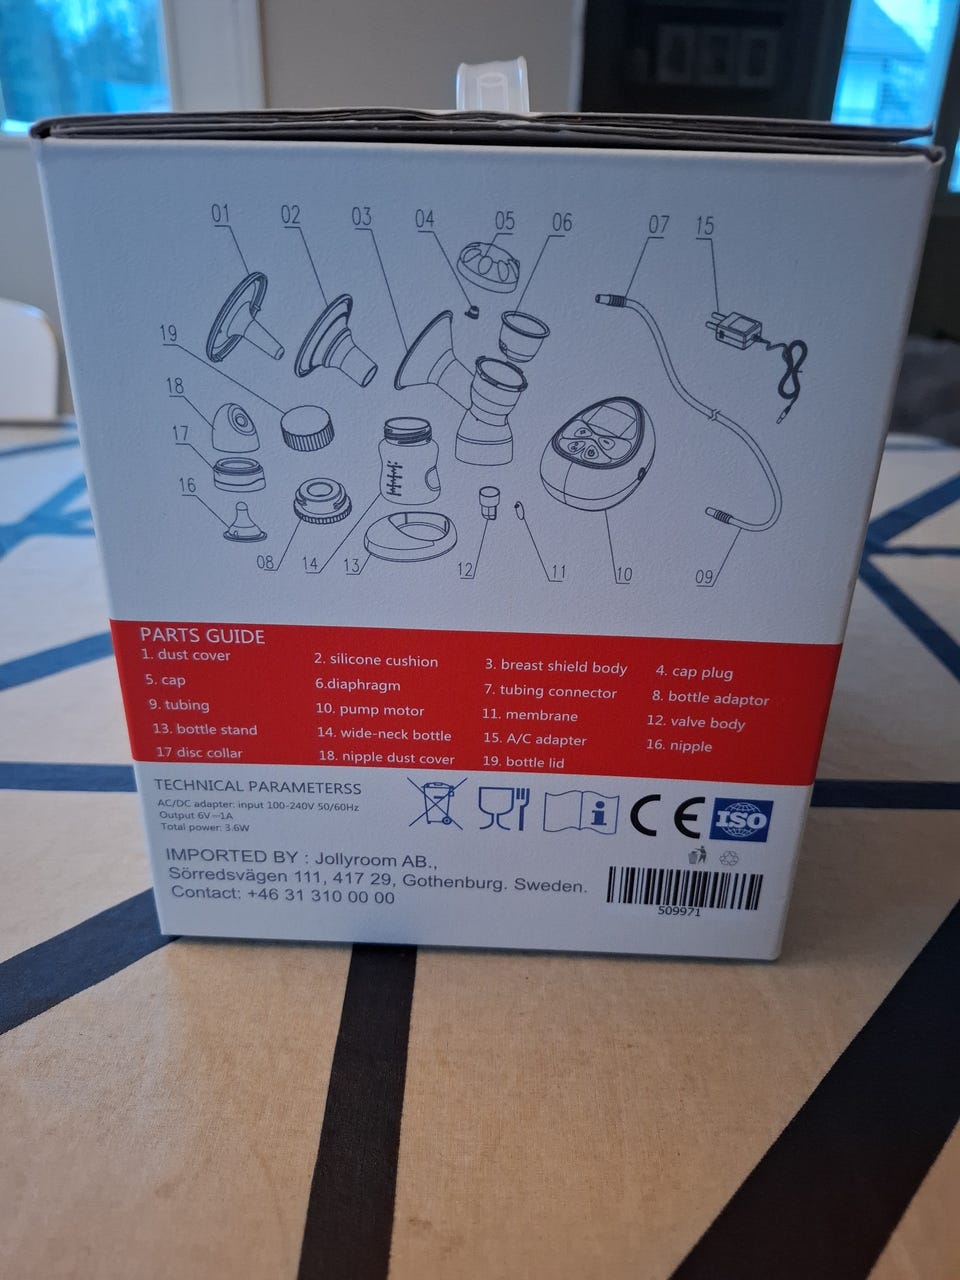 01 02 03 04 05 06 07 15
19
18
17
16
08 14 13 12 11 10 09
PARTS GUIDE
1. dust cover 2. silicone cushion 3. breast shield body 4. cap plug
5. cap 6.diaphragm 7. tubing connector 8. bottle adaptor
9. tubing 10. pump motor 11. membrane 12. valve body
13. bottle stand 14. wide-neck bottle 15. A/C adapter 16. nipple
17 disc collar 18. nipple dust cover 19. bottle lid
TECHNICAL PARAMETERSS
AC/DC adapter: input 100-240V 50/60Hz
Output 6V⎓1A
Total power: 3.6W
CE ISO
IMPORTED BY : Jollyroom AB.,
Sörredsvägen 111, 417 29, Gothenburg. Sweden.
Contact: +46 31 310 00 00
509971